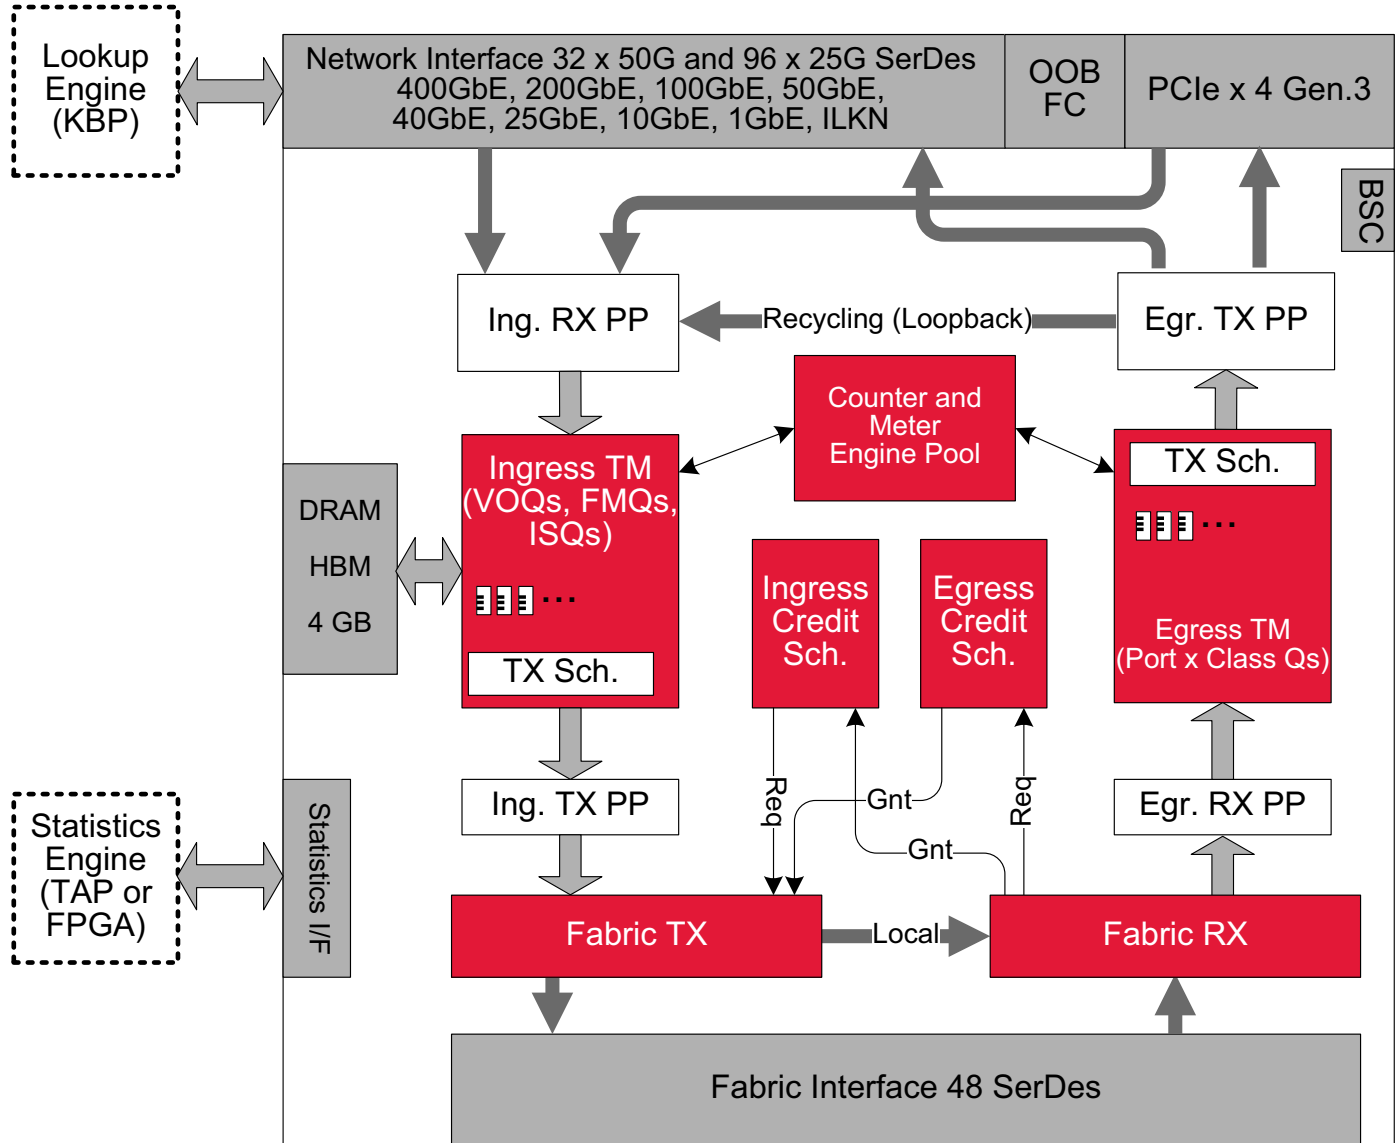 Lookup
Engine
(KBP)
Network Interface 32 x 50G and 96 x 25G SerDes
400GbE, 200GbE, 100GbE, 50GbE,
40GbE, 25GbE, 10GbE, 1GbE, ILKN
OOB
FC
PCIe x 4 Gen.3
BSC
Ing. RX PP
Recycling (Loopback)
Egr. TX PP
Counter and
Meter
Engine Pool
Ingress TM
(VOQs, FMQs,
ISQs)
...
TX Sch.
TX Sch.
...
Egress TM
(Port x Class Qs)
DRAM
HBM
4 GB
Ingress
Credit
Sch.
Egress
Credit
Sch.
Req
Gnt
Req
Gnt
Ing. TX PP
Egr. RX PP
Statistics
Engine
(TAP or
FPGA)
Statistics I/F
Fabric TX
Local
Fabric RX
Fabric Interface 48 SerDes